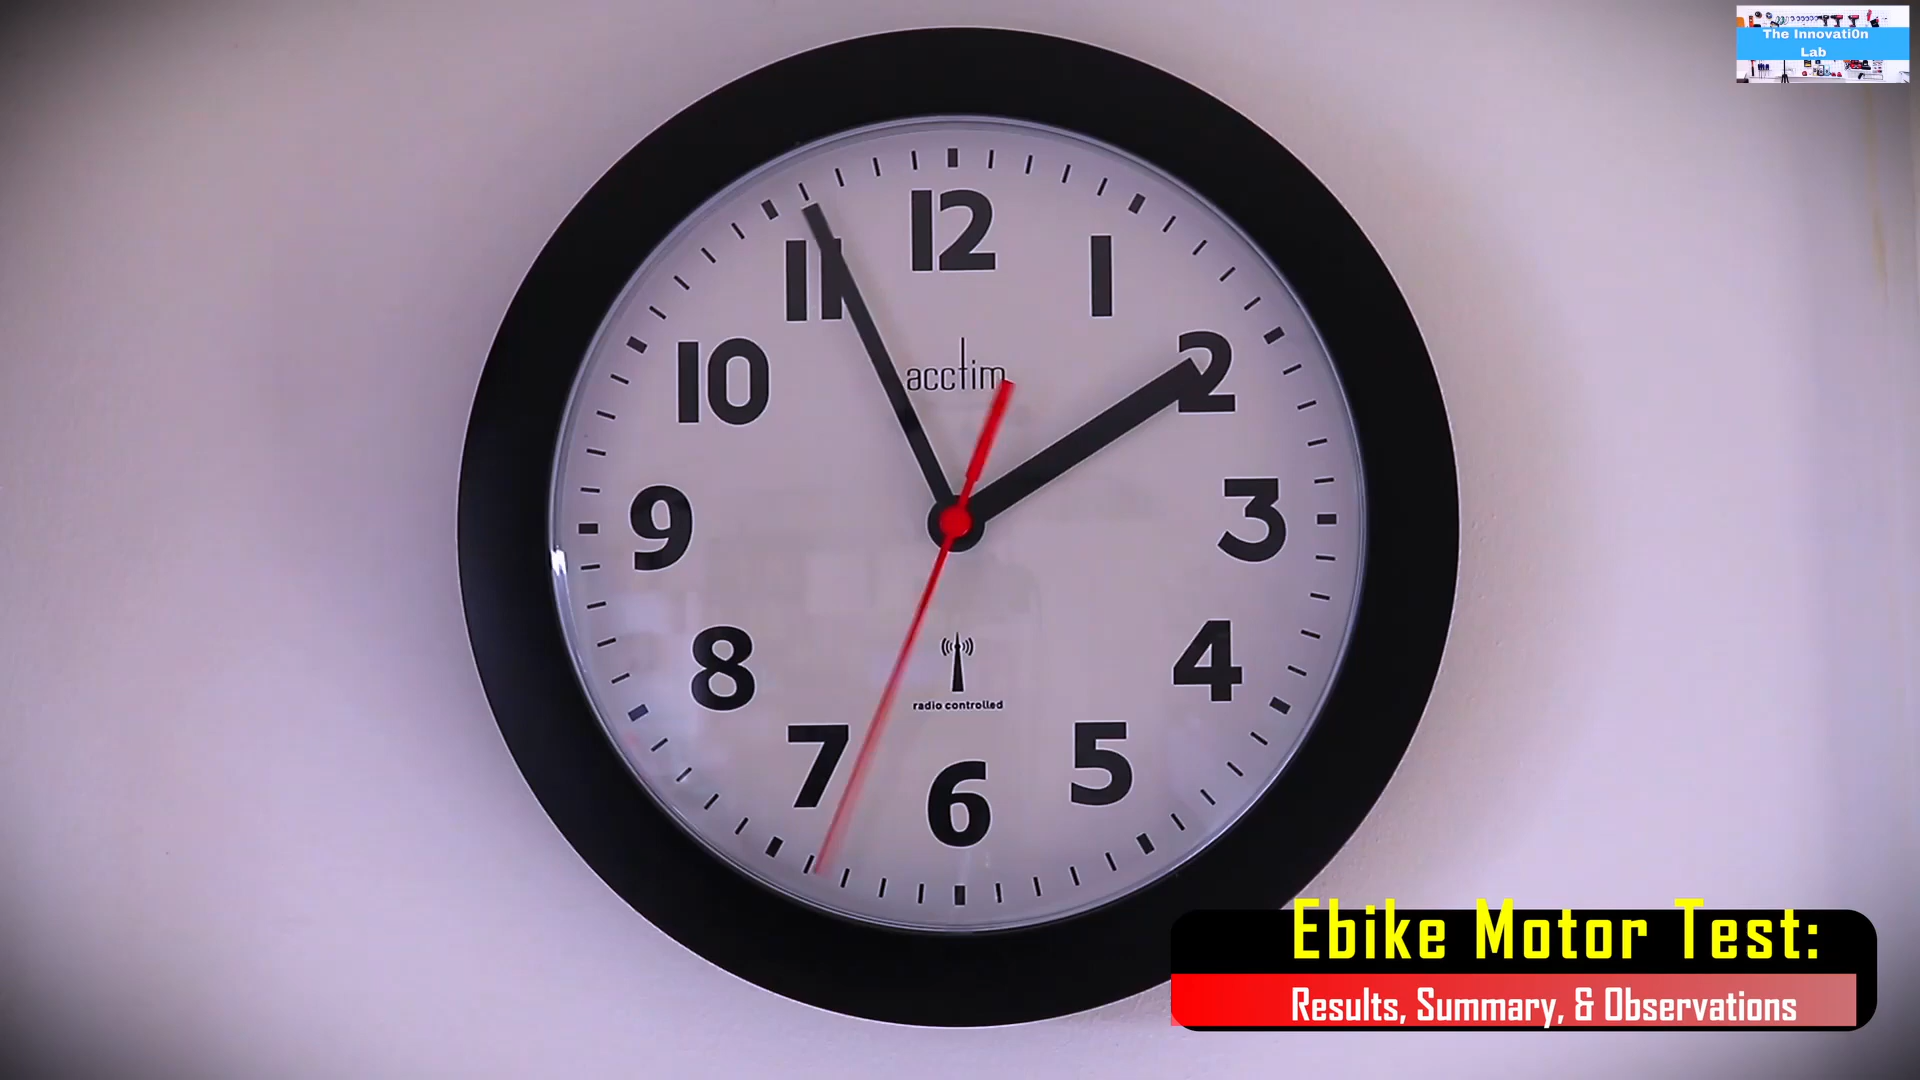 The Innovati0n
Lab
12
11
1
10
2
acctim
9
3
8
4
radio controlled
7
5
6
Ebike Motor Test:
Results, Summary, & Observations